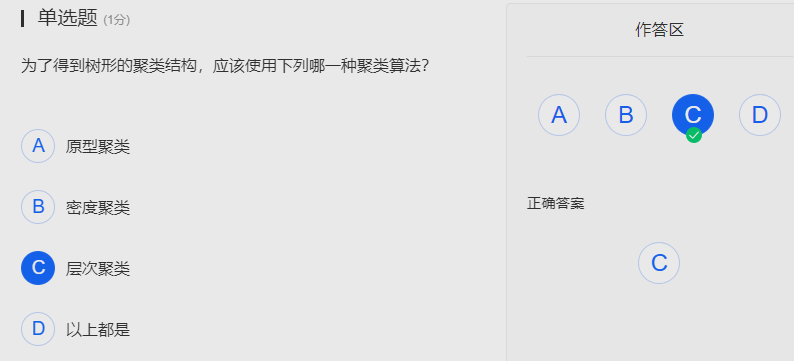 单选题 (1分)
为了得到树形的聚类结构，应该使用下列哪一种聚类算法?
A 原型聚类
B 密度聚类
C 层次聚类
D 以上都是
作答区
A B C D
正确答案
C